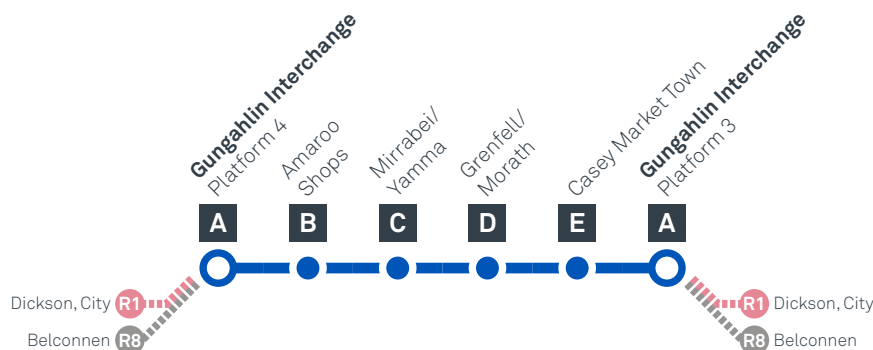 Gungahlin Interchange
Platform 4
Amaroo
Shops
Mirrabei/
Yamma
Grenfell/
Morath
Casey Market Town
Gungahlin Interchange
Platform 3
A
B
C
D
E
A
Dickson, City R1
Belconnen R8
R1 Dickson, City
R8 Belconnen